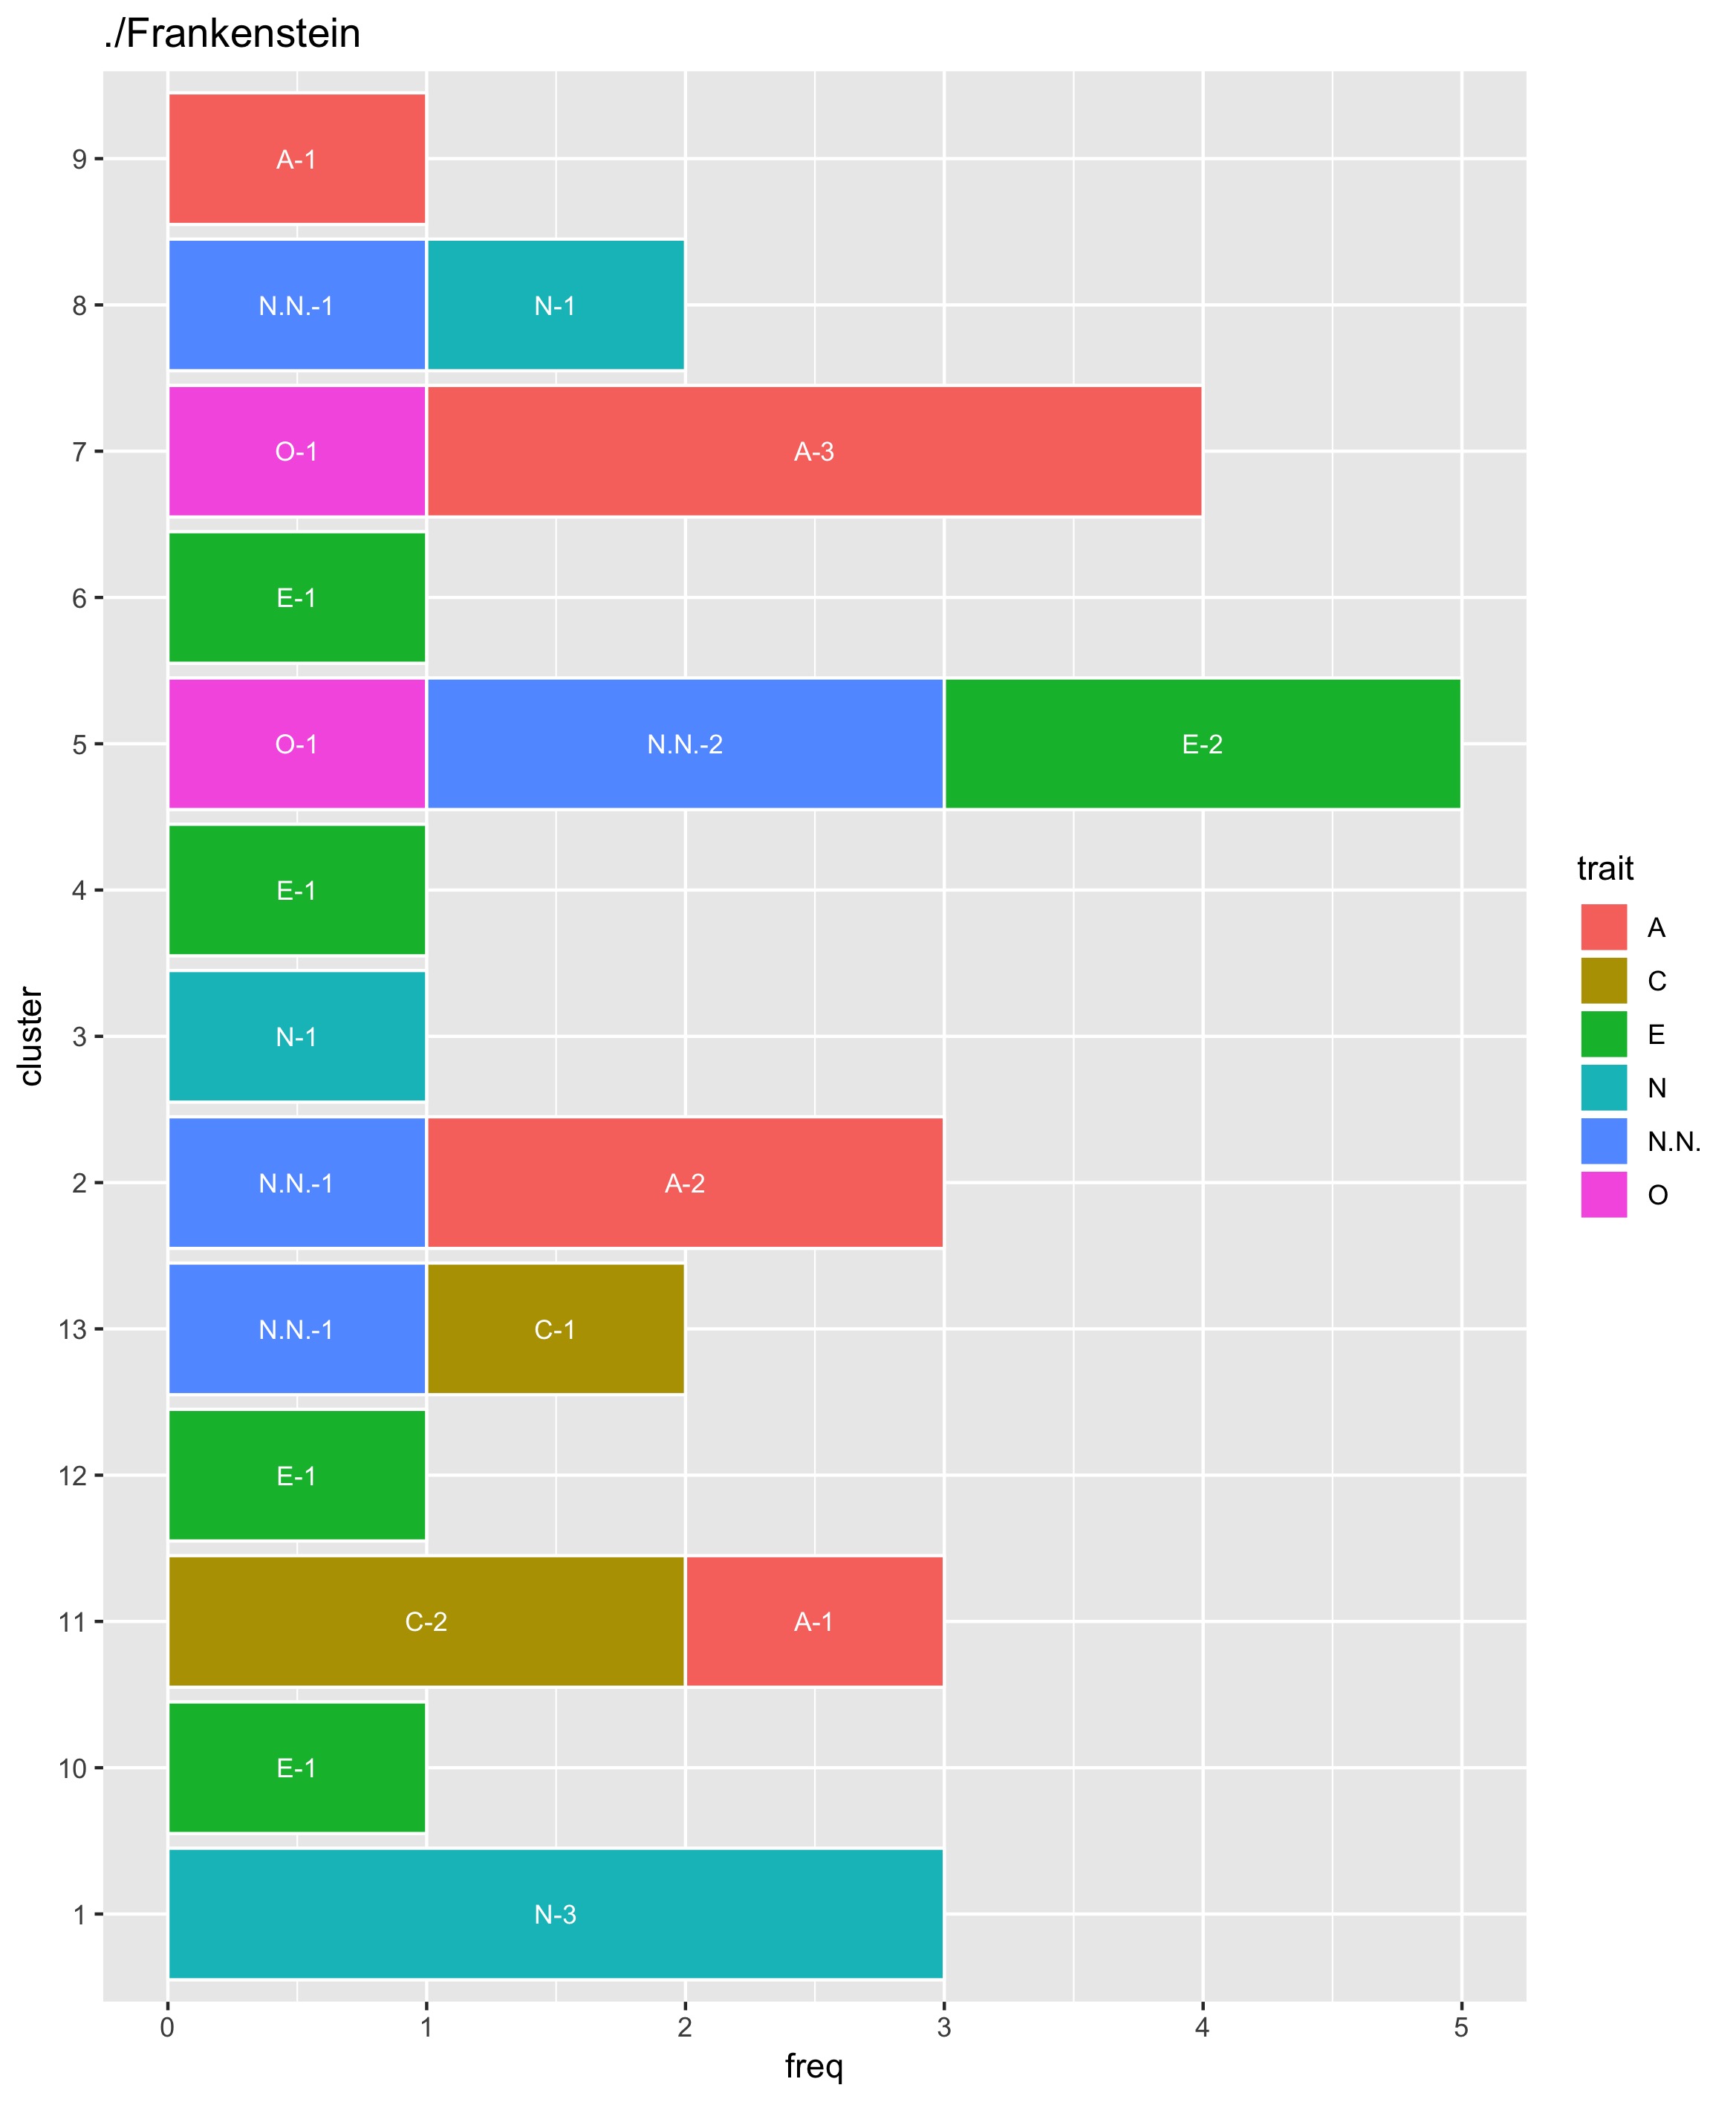 ./Frankenstein
cluster
9
A-1
8
N.N.-1 N-1
7
O-1 A-3
6
E-1
5
O-1 N.N.-2 E-2
4
E-1
3
N-1
2
N.N.-1 A-2
13
N.N.-1 C-1
12
E-1
11
C-2 A-1
10
E-1
1
N-3
0 1 2 3 4 5
freq
trait
A
C
E
N
N.N.
O